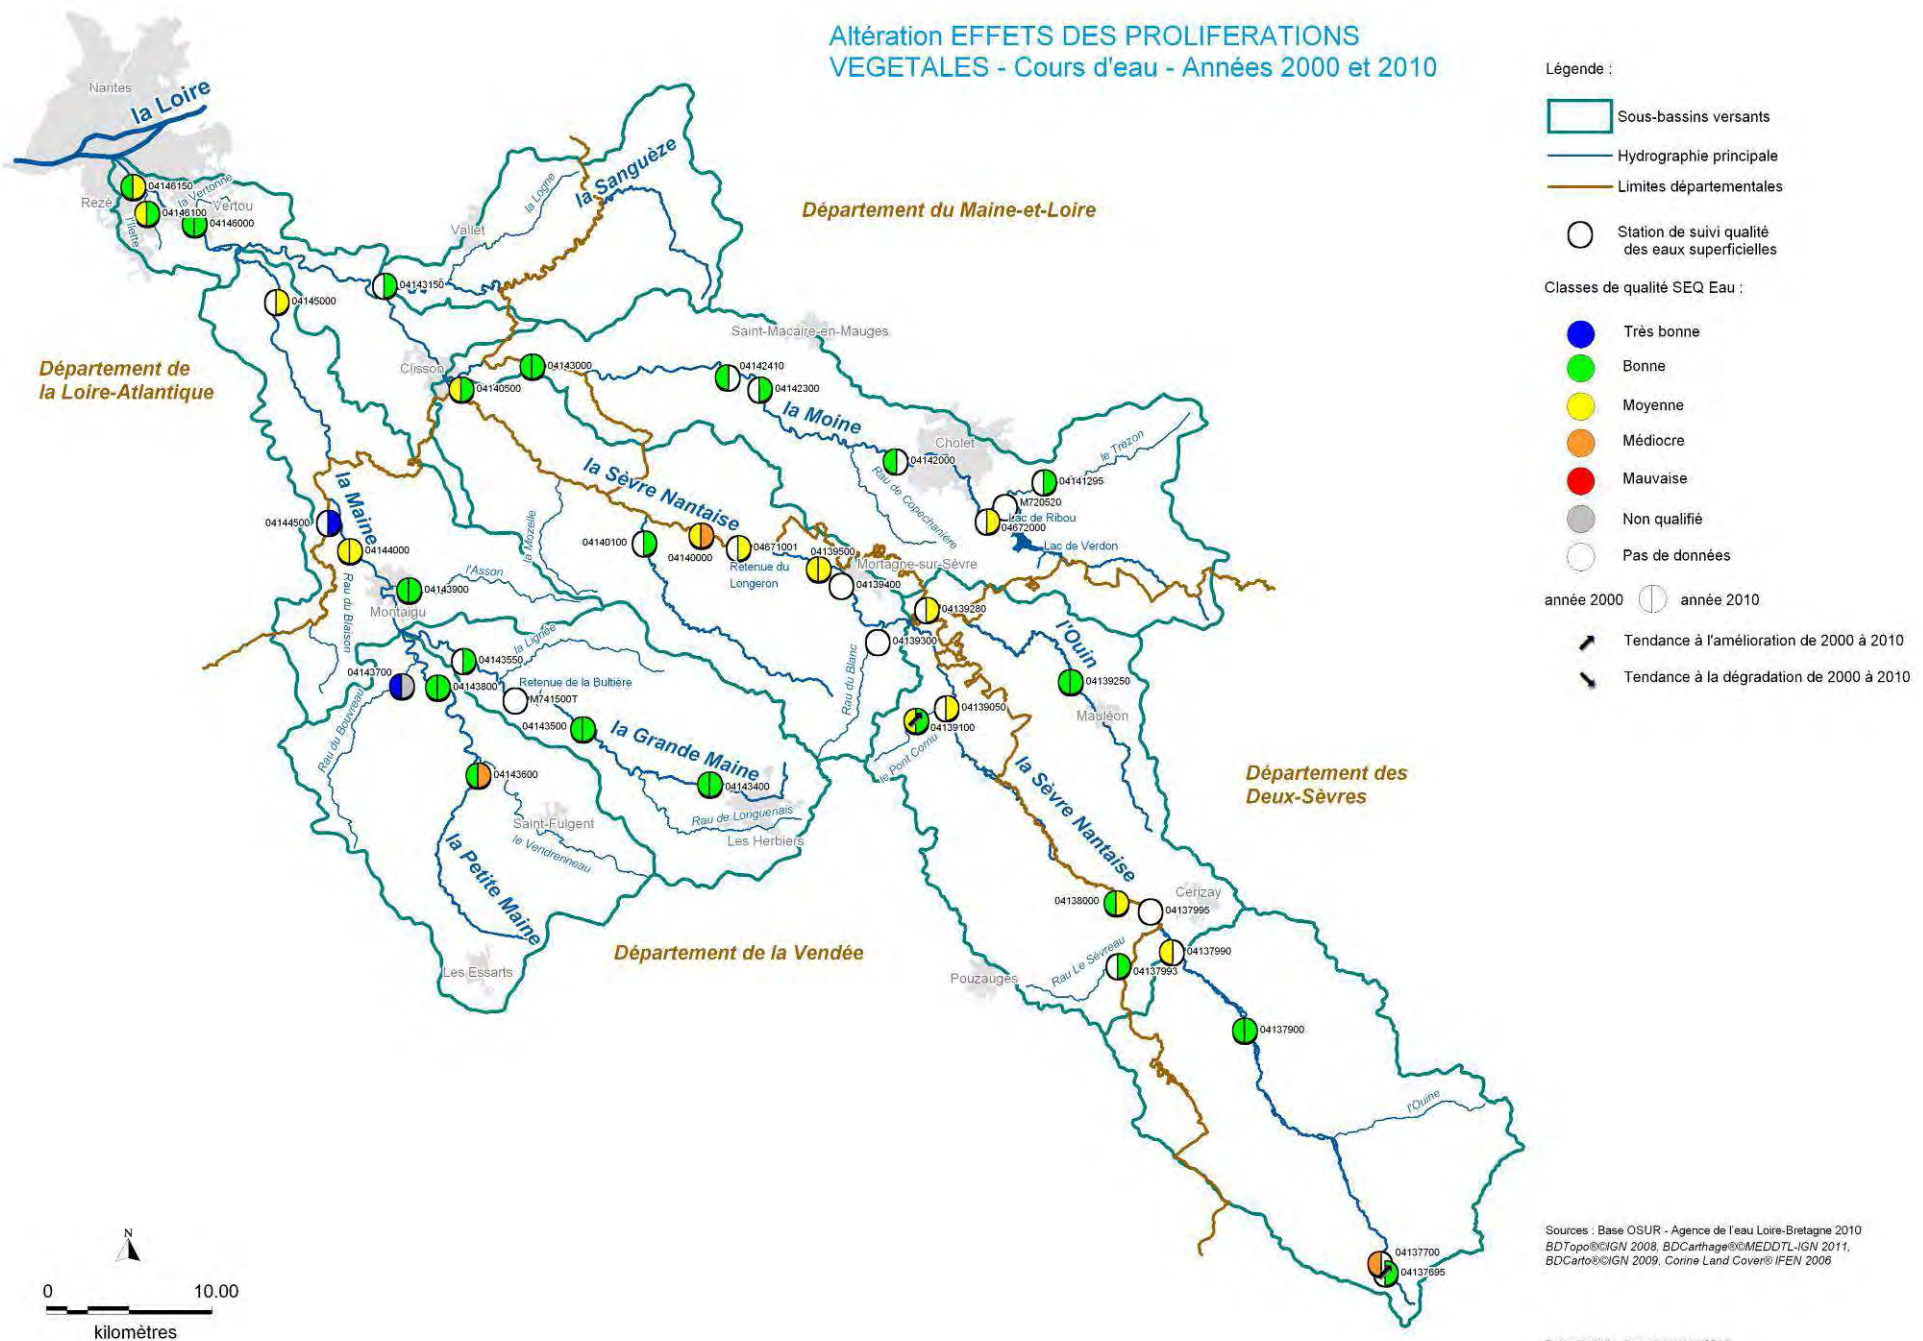 Altération EFFETS DES PROLIFERATIONS
VEGETALES - Cours d'eau - Années 2000 et 2010
Légende :
Sous-bassins versants
Hydrographie principale
Limites départementales
Station de suivi qualité
des eaux superficielles
Classes de qualité SEQ Eau :
Très bonne
Bonne
Moyenne
Médiocre
Mauvaise
Non qualifié
Pas de données
année 2000
année 2010
Tendance à l'amélioration de 2000 à 2010
Tendance à la dégradation de 2000 à 2010
Nantes
la Loire
Rezé
04146150
la Vertonne
04146100
Vertou
04146000
l'Ilette
Vallet
la Logne
la Sanguèze
Département du Maine-et-Loire
04143150
04145000
Département de
la Loire-Atlantique
Saint-Macaire-en-Mauges
Clisson
04143000
04140500
04142410
04142300
la Moine
Cholet
04142000
le Trézon
04141295
M720520
Lac de Ribou
04672000
Lac de Verdon
Rau de Copechanière
la Sèvre Nantaise
la Maine
04144500
04144000
la Mozelle
04140100
04140000
04671001
Retenue du
Longeron
04139500
Mortagne-sur-Sèvre
04139400
l'Asson
04143900
Montaigu
Rau du Blaison
04139280
04139300
l'Ouin
04139250
Mauléon
la Lignée
04143550
04143700
04143800
Retenue de la Bultière
M741500T
04143500
Rau du Blanc
04139050
04139100
le Pont Cornu
Rau du Bouvreau
la Grande Maine
04143400
Rau de Longuenais
Les Herbiers
04143600
Saint-Fulgent
le Vendrenneau
la Petite Maine
Les Essarts
Département de la Vendée
la Sèvre Nantaise
Département des
Deux-Sèvres
Cerizay
04138000
04137995
04137990
04137993
Rau Le Sévreau
Pouzauges
04137900
l'Ouine
04137700
04137695
N
0
10.00
kilomètres
Sources : Base OSUR - Agence de l'eau Loire-Bretagne 2010
BDTopo®©IGN 2008, BDCarthage®©MEDDTL-IGN 2011,
BDCarto®©IGN 2009, Corine Land Cover® IFEN 2006